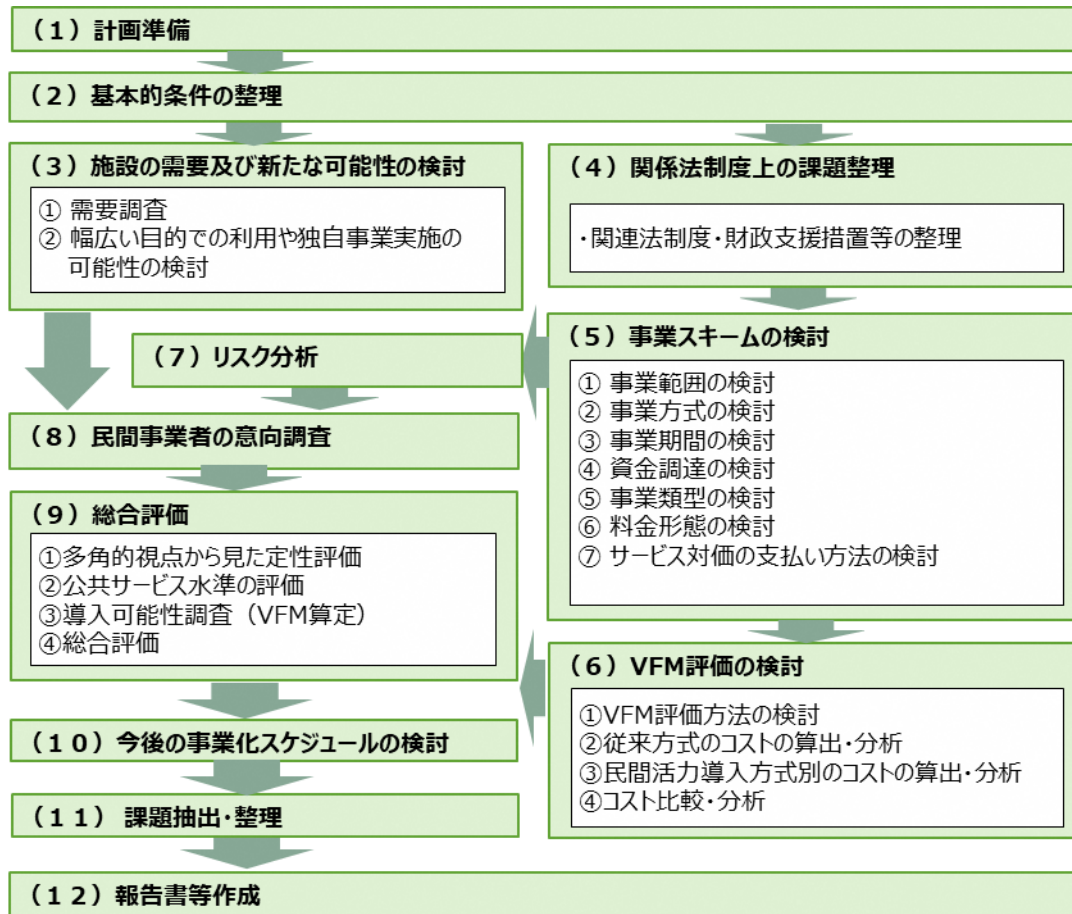 （１）計画準備
（２）基本的条件の整理
（３）施設の需要及び新たな可能性の検討
① 需要調査
② 幅広い目的での利用や独自事業実施の
可能性の検討
（４）関係法制度上の課題整理
・関連法制度・財政支援措置等の整理
（５）事業スキームの検討
① 事業範囲の検討
② 事業方式の検討
③ 事業期間の検討
④ 資金調達の検討
⑤ 事業類型の検討
⑥ 料金形態の検討
⑦ サービス対価の支払い方法の検討
（６）VFM評価の検討
①VFM評価方法の検討
②従来方式のコストの算出・分析
③民間活力導入方式別のコストの算出・分析
④コスト比較・分析
（７）リスク分析
（８）民間事業者の意向調査
（９）総合評価
①多角的視点から見た定性評価
②公共サービス水準の評価
③導入可能性調査（VFM算定）
④総合評価
（１０）今後の事業化スケジュールの検討
（１１） 課題抽出・整理
（１２）報告書等作成